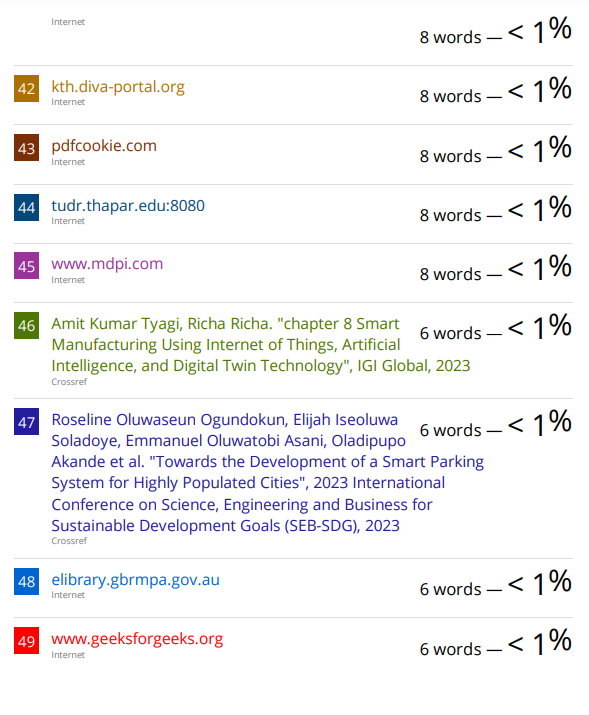 Internet
8 words — < 1%
42 kth.diva-portal.org 8 words — < 1%
Internet
43 pdfcookie.com 8 words — < 1%
Internet
44 tudr.thapar.edu:8080 8 words — < 1%
Internet
45 www.mdpi.com 8 words — < 1%
Internet
46 Amit Kumar Tyagi, Richa Richa. "chapter 8 Smart 6 words — < 1%
Manufacturing Using Internet of Things, Artificial
Intelligence, and Digital Twin Technology", IGI Global, 2023
Crossref
47 Roseline Oluwaseun Ogundokun, Elijah Iseoluwa 6 words — < 1%
Soladoye, Emmanuel Oluwatobi Asani, Oladipupo
Akande et al. "Towards the Development of a Smart Parking
System for Highly Populated Cities", 2023 International
Conference on Science, Engineering and Business for
Sustainable Development Goals (SEB-SDG), 2023
Crossref
48 elibrary.gbrmpa.gov.au 6 words — < 1%
Internet
49 www.geeksforgeeks.org 6 words — < 1%
Internet